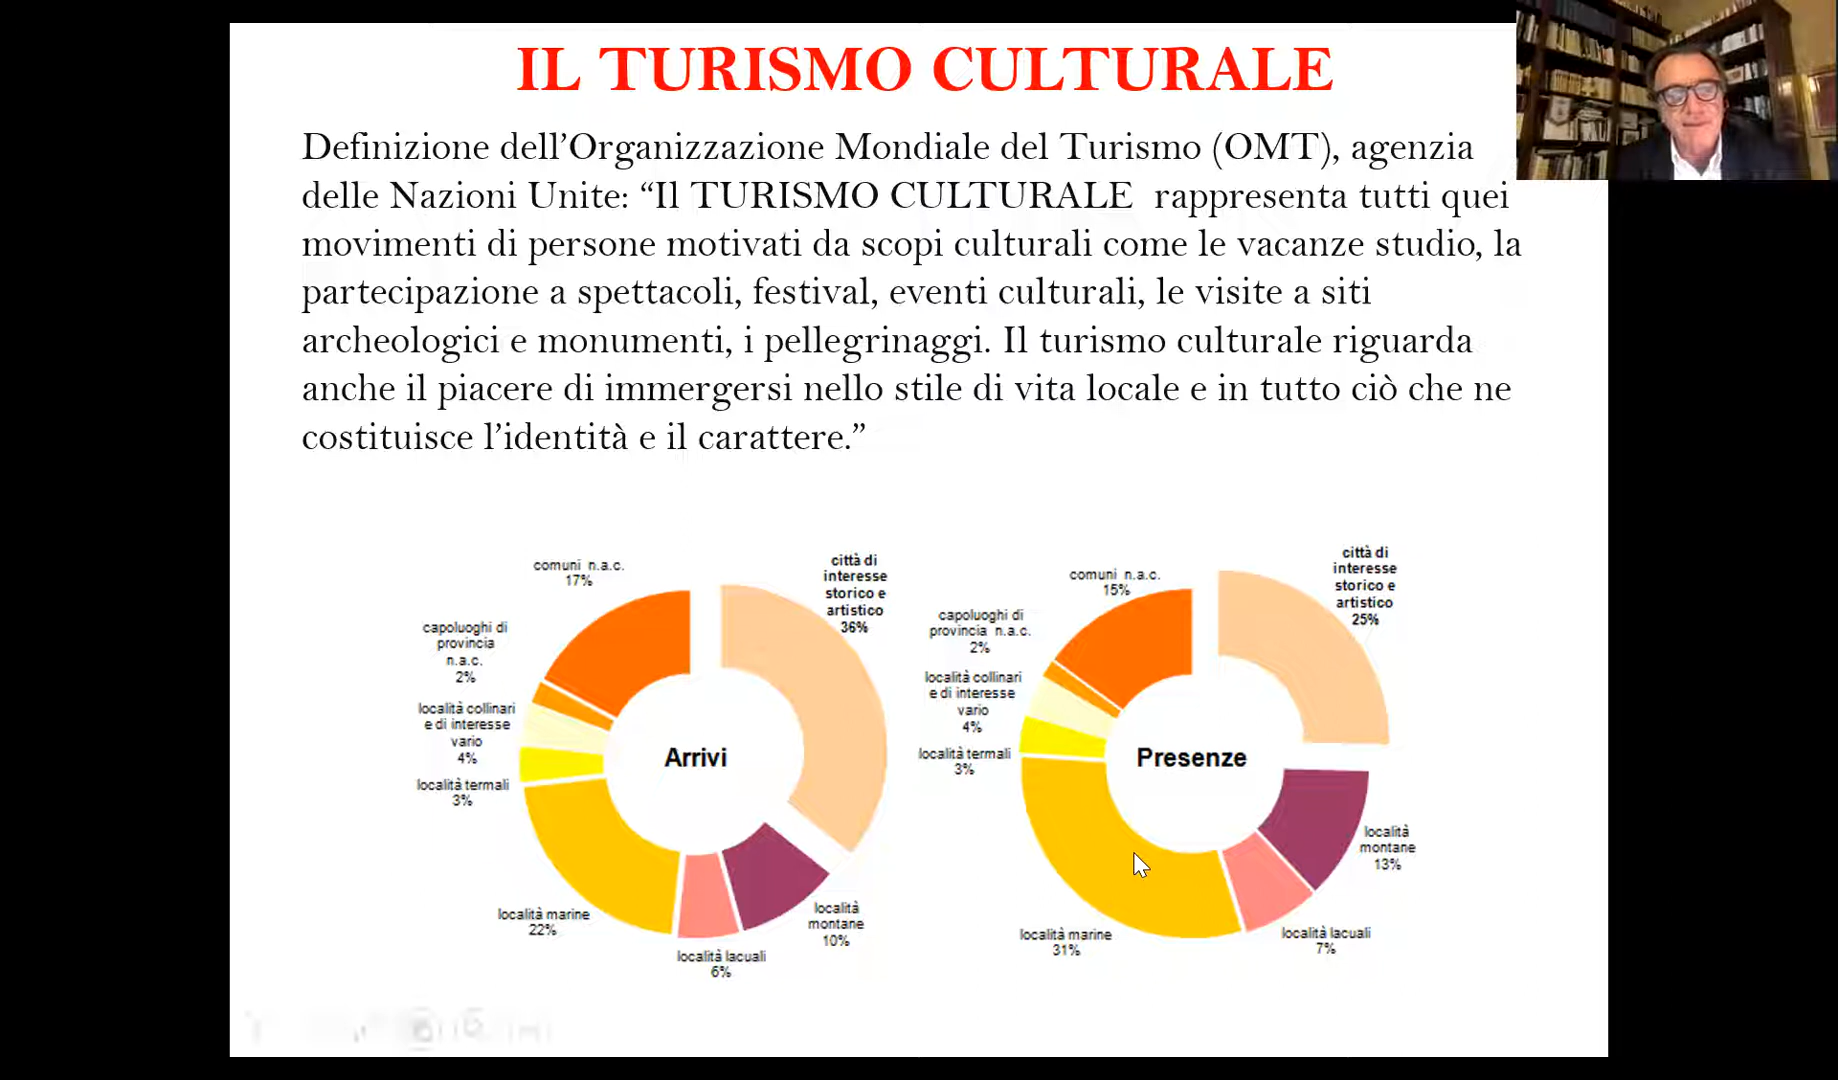 IL TURISMO CULTURALE
Definizione dell’Organizzazione Mondiale del Turismo (OMT), agenzia
delle Nazioni Unite: “Il TURISMO CULTURALE rappresenta tutti quei
movimenti di persone motivati da scopi culturali come le vacanze studio, la
partecipazione a spettacoli, festival, eventi culturali, le visite a siti
archeologici e monumenti, i pellegrinaggi. Il turismo culturale riguarda
anche il piacere di immergersi nello stile di vita locale e in tutto ciò che ne
costituisce l’identità e il carattere.”
comuni n.a.c.
17%
città di
interesse
storico e
artistico
36%
capoluoghi di
provincia
n.a.c.
2%
località collinari
e di interesse
vario
4%
località termali
3%
Arrivi
località marine
22%
località lacuali
6%
località
montane
10%
comuni n.a.c.
15%
città di
interesse
storico e
artistico
25%
capoluoghi di
provincia n.a.c.
2%
località collinari
e di interesse
vario
4%
località termali
3%
Presenze
località marine
31%
località lacuali
7%
località
montane
13%